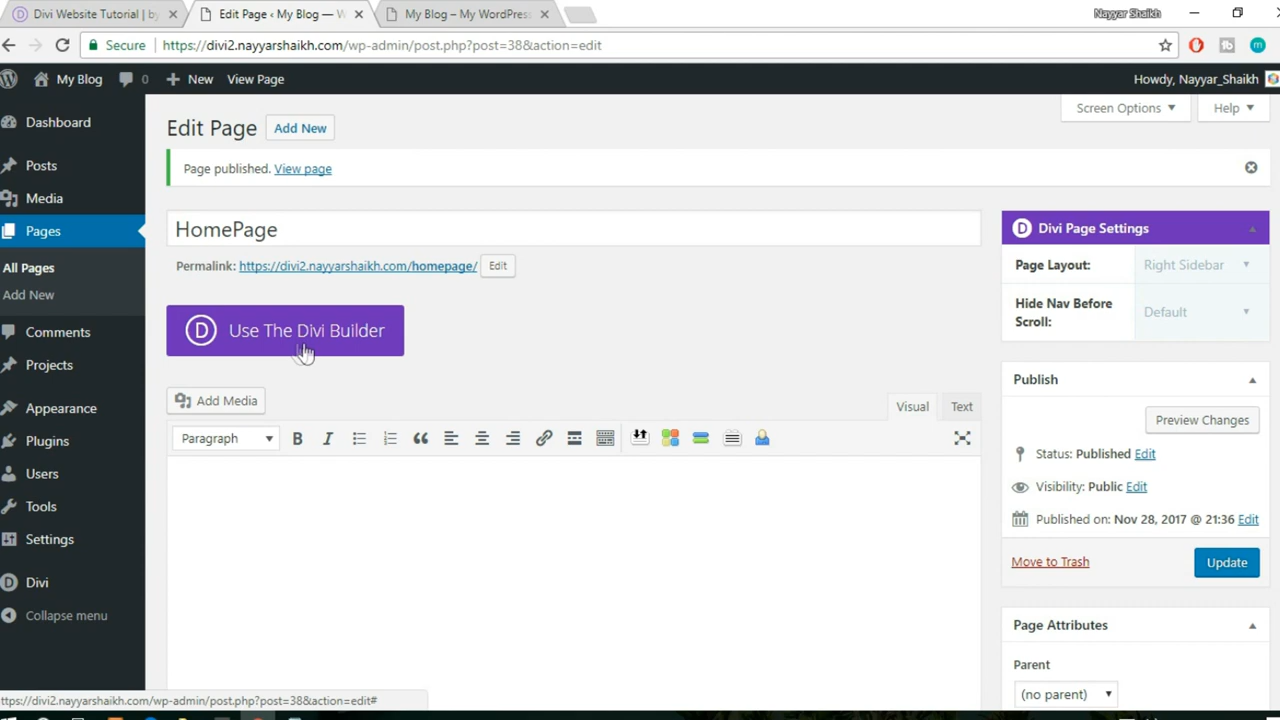 Divi Website Tutorial | by
Edit Page ‹ My Blog — W
My Blog – My WordPress
Nayyar Shaikh
Secure
https://divi2.nayyarshaikh.com/wp-admin/post.php?post=38&action=edit
My Blog
0
New
View Page
Howdy, Nayyar_Shaikh
Screen Options
Help
Dashboard
Posts
Media
Pages
All Pages
Add New
Comments
Projects
Appearance
Plugins
Users
Tools
Settings
Divi
Collapse menu
Edit Page
Add New
Page published. View page
HomePage
Permalink: https://divi2.nayyarshaikh.com/homepage/
Edit
D Use The Divi Builder
Add Media
Visual
Text
Paragraph
B
I
D Divi Page Settings
Page Layout:
Right Sidebar
Hide Nav Before
Scroll:
Default
Publish
Preview Changes
Status: Published Edit
Visibility: Public Edit
Published on: Nov 28, 2017 @ 21:36 Edit
Move to Trash
Update
Page Attributes
Parent
(no parent)
ttps://divi2.nayyarshaikh.com/wp-admin/post.php?post=38&action=edit#